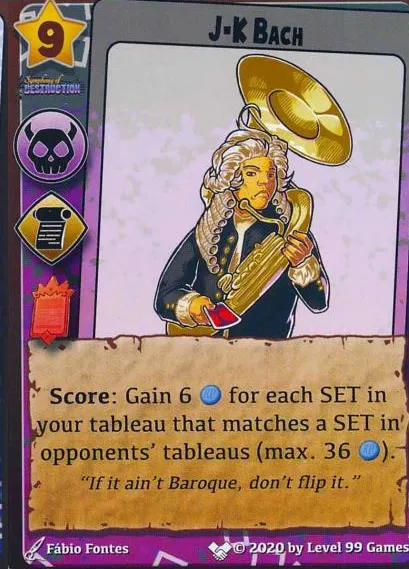 9
J-K BACH
Symphony of
DESTRUCTION
Score: Gain 6 for each SET in
your tableau that matches a SET in
opponents' tableaus (max. 36 ).
"If it ain't Baroque, don't flip it."
Fábio Fontes
© 2020 by Level 99 Games